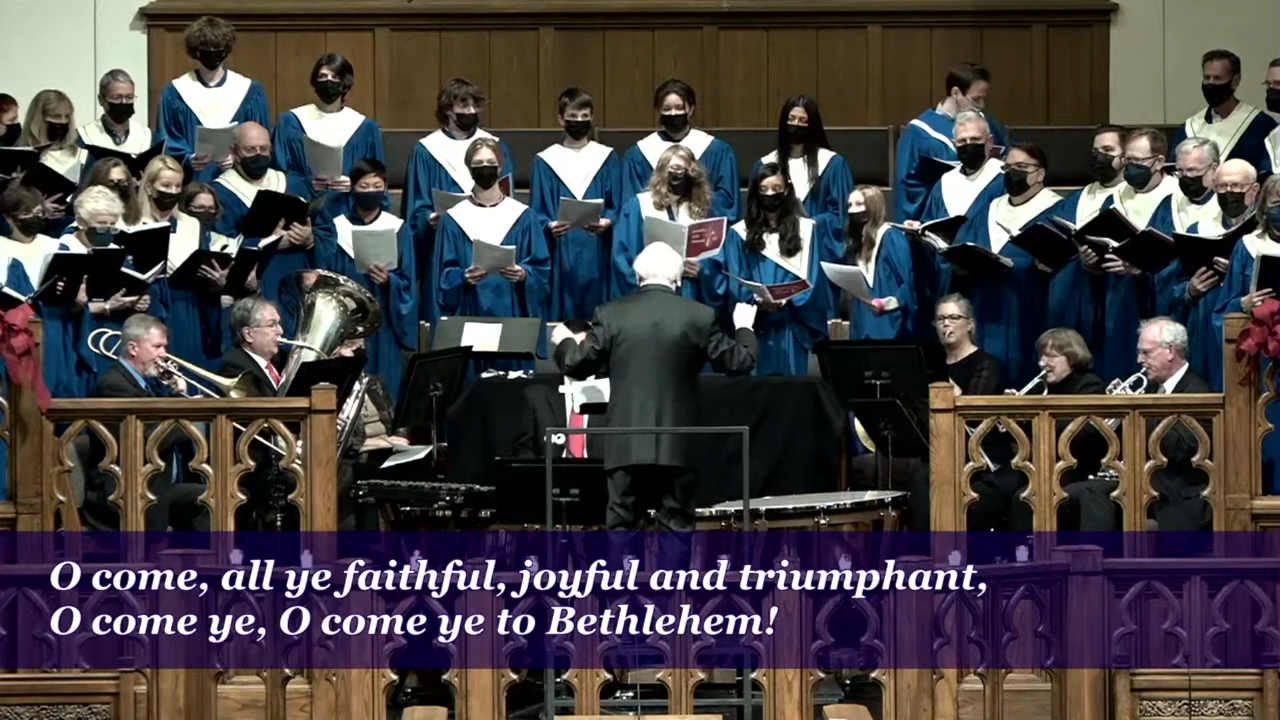 O come, all ye faithful, joyful and triumphant,
O come ye, O come ye to Bethlehem!